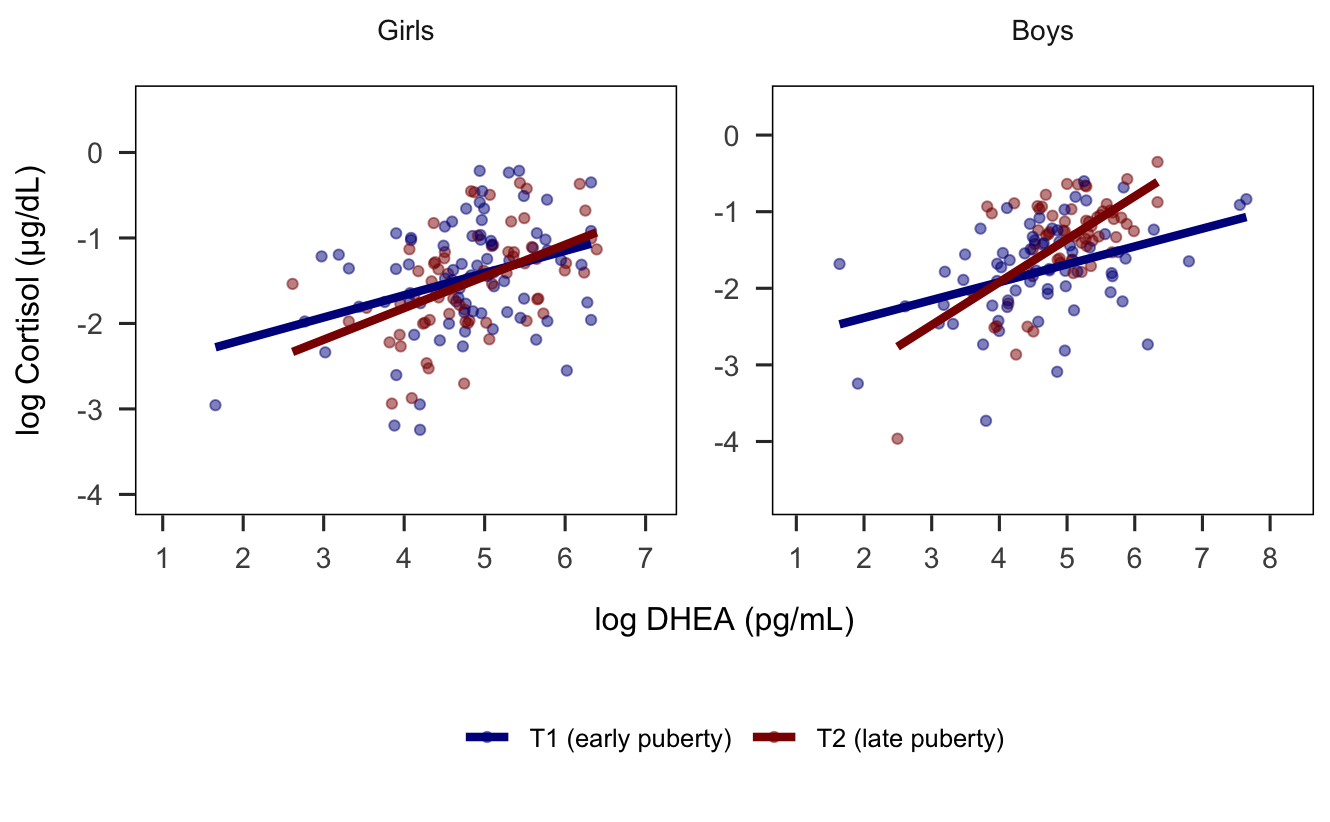 Girls
Boys
log Cortisol (μg/dL)
0
-1
-2
-3
-4
0
-1
-2
-3
-4
1 2 3 4 5 6 7
1 2 3 4 5 6 7 8
log DHEA (pg/mL)
T1 (early puberty) T2 (late puberty)